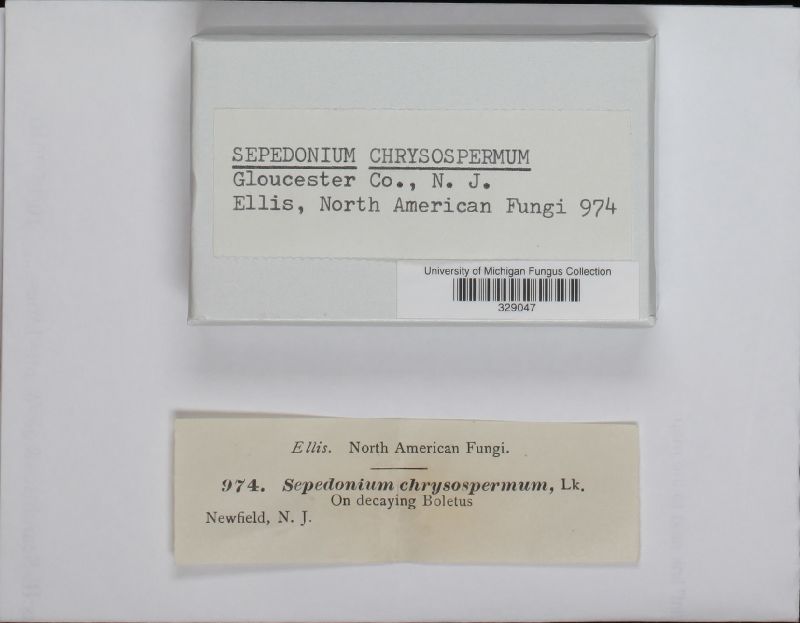 SEPEDONIUM CHRYSOSPERMUM
Gloucester Co., N. J.
Ellis, North American Fungi 974
University of Michigan Fungus Collection
329047
Ellis. North American Fungi.
974. Sepedonium chrysospermum, Lk.
On decaying Boletus
Newfield, N. J.